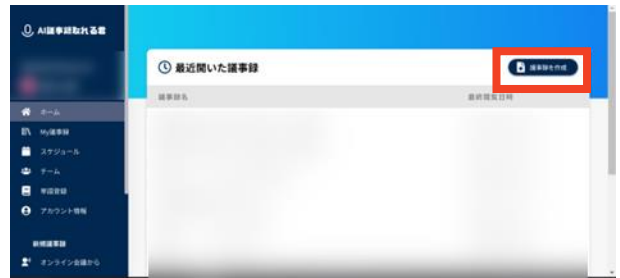 AI議事録取れる君
最近開いた議事録
議事録を作成
議事録名
最終閲覧日時
ホーム
My議事録
スケジュール
チーム
単語登録
アカウント情報
新規議事録
オンライン会議から